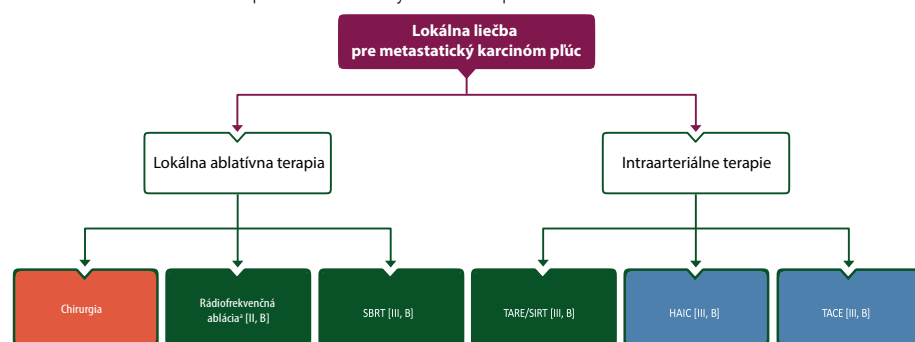 Lokálna liečba
pre metastatický karcinóm pľúc
Lokálna ablatívna terapia
Intraarteriálne terapie
Chirurgia
Rádiofrekvenčná
abláciaª [II, B]
SBRT [III, B]
TARE/SIRT [III, B]
HAIC [III, B]
TACE [III, B]